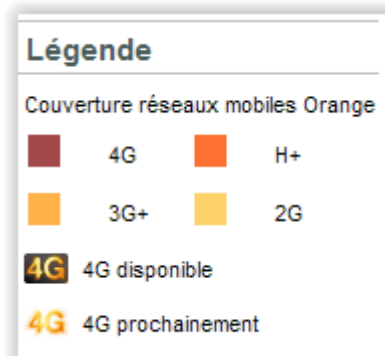 Légende
Couverture réseaux mobiles Orange
4G H+
3G+ 2G
4G 4G disponible
4G 4G prochainement